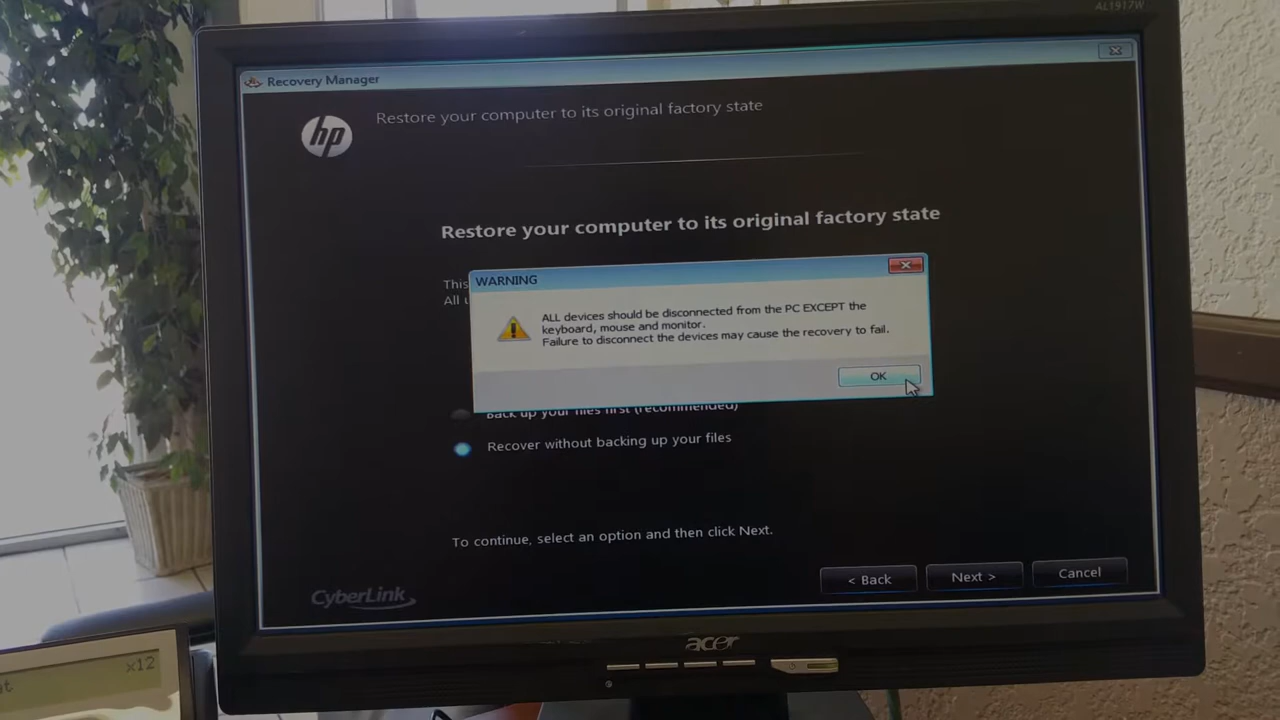 AL1917W
Recovery Manager
hp
Restore your computer to its original factory state
Restore your computer to its original factory state
This
All u
WARNING
ALL devices should be disconnected from the PC EXCEPT the
keyboard, mouse and monitor.
Failure to disconnect the devices may cause the recovery to fail.
OK
Back up your files first (recommended)
Recover without backing up your files
To continue, select an option and then click Next.
< Back
Next >
Cancel
CyberLink
acer
x12